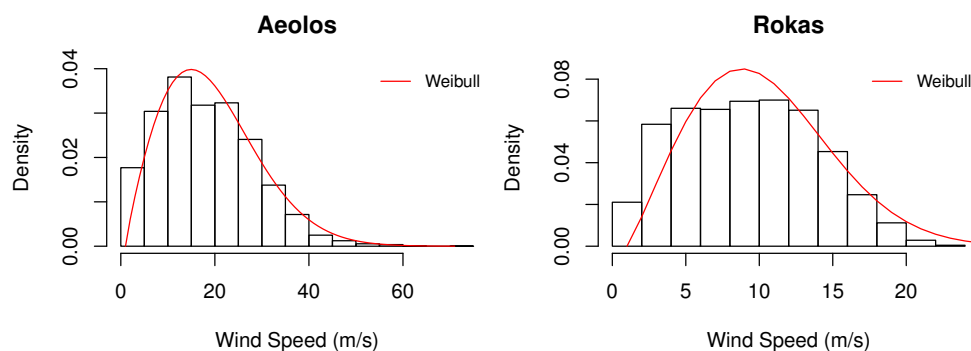 Aeolos
Density
0.00
0.02
0.04
Weibull
0 20 40 60
Wind Speed (m/s)
Rokas
Density
0.00
0.04
0.08
Weibull
0 5 10 15 20
Wind Speed (m/s)